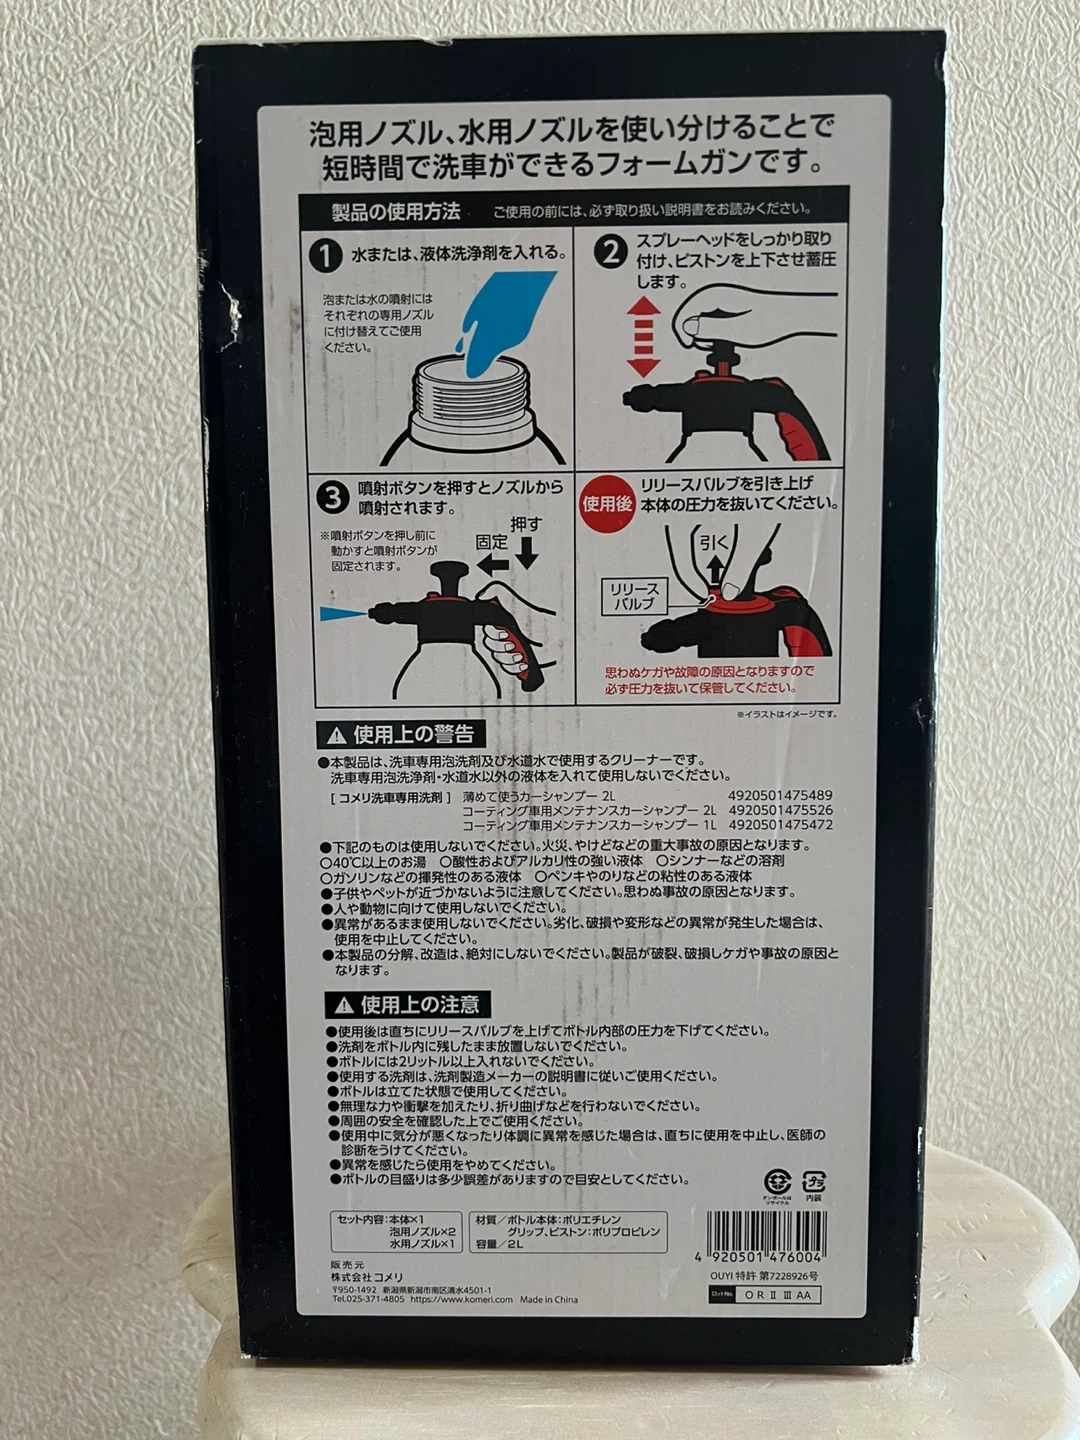 泡用ノズル、水用ノズルを使い分けることで
短時間で洗車ができるフォームガンです。
製品の使用方法 ご使用の前には、必ず取り扱い説明書をお読みください。
1 水または、液体洗浄剤を入れる。
泡または水の噴射には
それぞれの専用ノズル
に付け替えてご使用
ください。
2 スプレーヘッドをしっかり取り
付け、ピストンを上下させ蓄圧
します。
3 噴射ボタンを押すとノズルから
噴射されます。
※噴射ボタンを押し前に
動かすと噴射ボタンが
固定されます。
押す
固定
使用後 リリースバルブを引き上げ
本体の圧力を抜いてください。
引く
リリース
バルブ
思わぬケガや故障の原因となりますので
必ず圧力を抜いて保管してください。
※イラストはイメージです。
⚠ 使用上の警告
●本製品は、洗車専用泡洗剤及び水道水で使用するクリーナーです。
洗車専用泡洗浄剤・水道水以外の液体を入れて使用しないでください。
[ コメリ洗車専用洗剤 ] 薄めて使うカーシャンプー 2L 4920501475489
コーティング車用メンテナンスカーシャンプー 2L 4920501475526
コーティング車用メンテナンスカーシャンプー 1L 4920501475472
●下記のものは使用しないでください。火災、やけどなどの重大事故の原因となります。
○40℃以上のお湯 ○酸性およびアルカリ性の強い液体 ○シンナーなどの溶剤
○ガソリンなどの揮発性のある液体 ○ペンキやのりなどの粘性のある液体
●子供やペットが近づかないように注意してください。思わぬ事故の原因となります。
●人や動物に向けて使用しないでください。
●異常があるまま使用しないでください。劣化、破損や変形などの異常が発生した場合は、
使用を中止してください。
●本製品の分解、改造は、絶対にしないでください。製品が破裂、破損しケガや事故の原因と
なります。
⚠ 使用上の注意
●使用後は直ちにリリースバルブを上げてボトル内部の圧力を下げてください。
●洗剤をボトル内に残したまま放置しないでください。
●ボトルには2リットル以上入れないでください。
●使用する洗剤は、洗剤製造メーカーの説明書に従いご使用ください。
●ボトルは立てた状態で使用してください。
●無理な力や衝撃を加えたり、折り曲げなどを行わないでください。
●周囲の安全を確認した上でご使用ください。
●使用中に気分が悪くなったり体調に異常を感じた場合は、直ちに使用を中止し、医師の
診断をうけてください。
●異常を感じたら使用をやめてください。
●ボトルの目盛りは多少誤差がありますので目安としてください。
ダンボールは
リサイクル
プラ
内装
セット内容:本体×1
泡用ノズル×2
水用ノズル×1
材質/ボトル本体:ポリエチレン
グリップ、ピストン:ポリプロピレン
容量/2L
4 920501 476004
販売元
株式会社コメリ
〒950-1492 新潟県新潟市南区清水4501-1
Tel.025-371-4805 https://www.komeri.com Made in China
OUYI 特許 第7228926号
ロットNo. O R Ⅱ Ⅲ AA